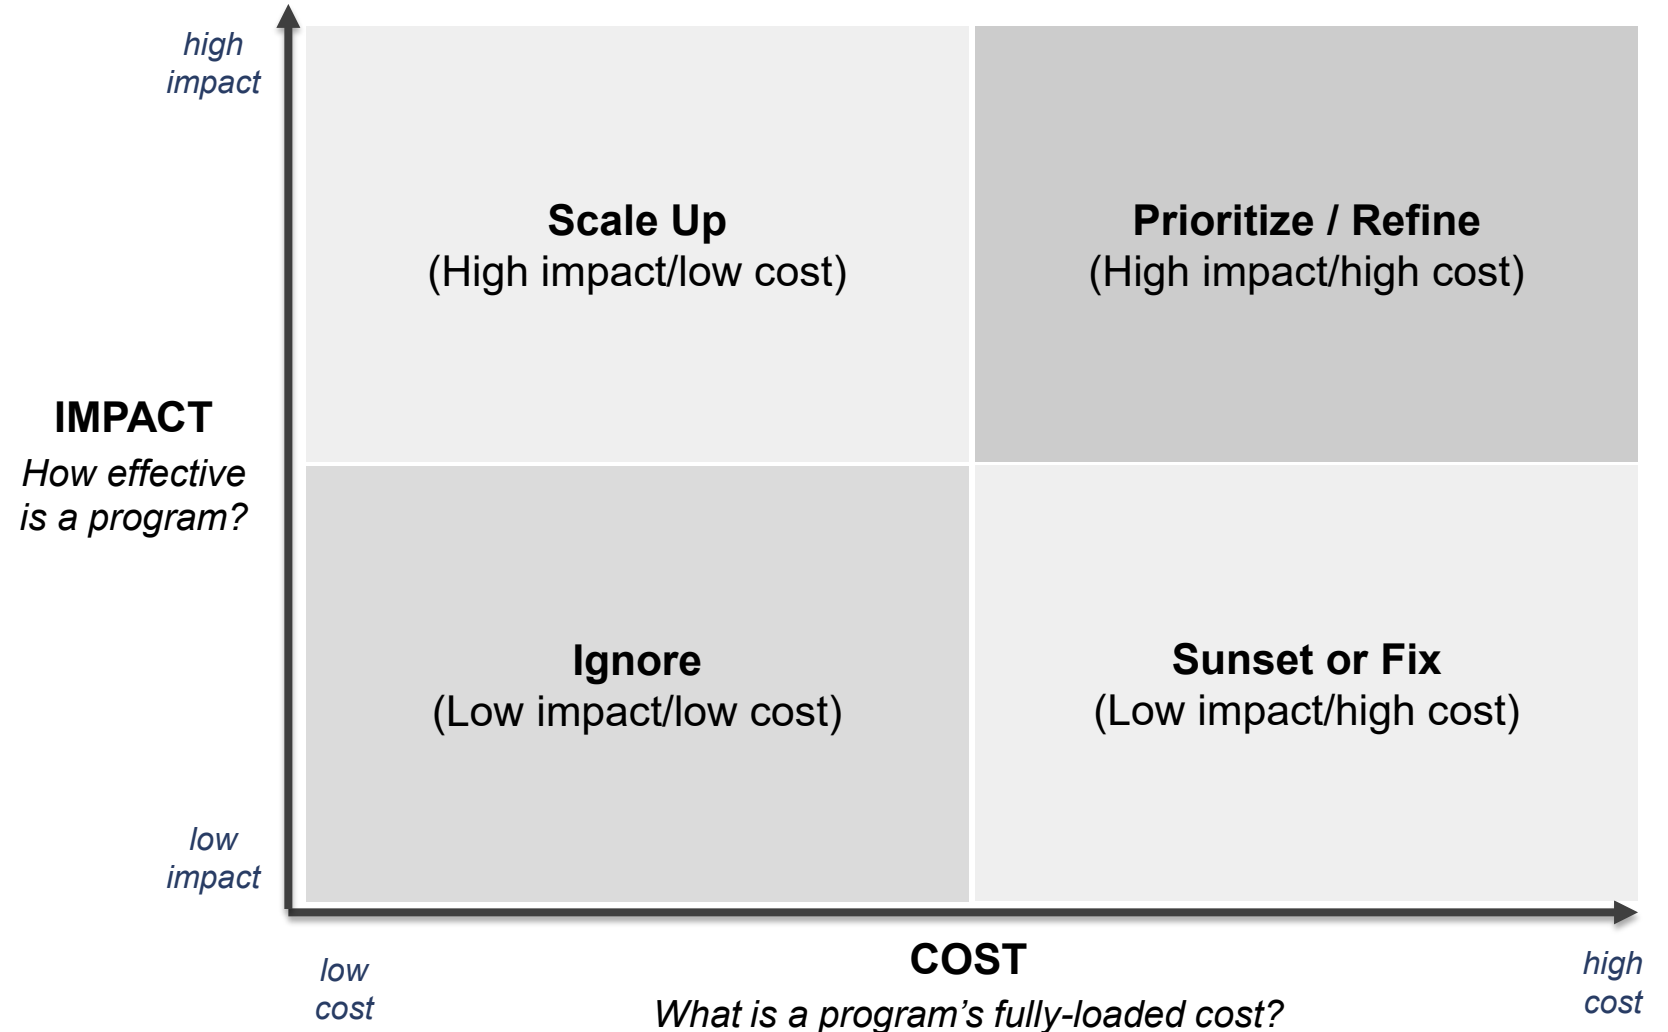 high
impact
Scale Up
(High impact/low cost)
Prioritize / Refine
(High impact/high cost)
IMPACT
How effective
is a program?
Ignore
(Low impact/low cost)
Sunset or Fix
(Low impact/high cost)
low
impact
low
cost
COST
What is a program’s fully-loaded cost?
high
cost